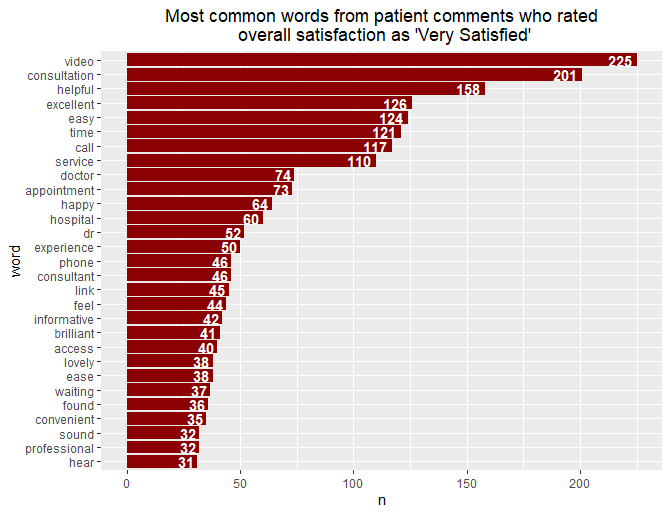 Most common words from patient comments who rated
overall satisfaction as 'Very Satisfied'
video 225
consultation 201
helpful 158
excellent 126
easy 124
time 121
call 117
service 110
doctor 74
appointment 73
happy 64
hospital 60
dr 52
experience 50
phone 46
consultant 46
link 45
feel 44
informative 42
brilliant 41
access 40
lovely 38
ease 38
waiting 37
found 36
convenient 35
sound 32
professional 32
hear 31
word
0 50 100 150 200
n